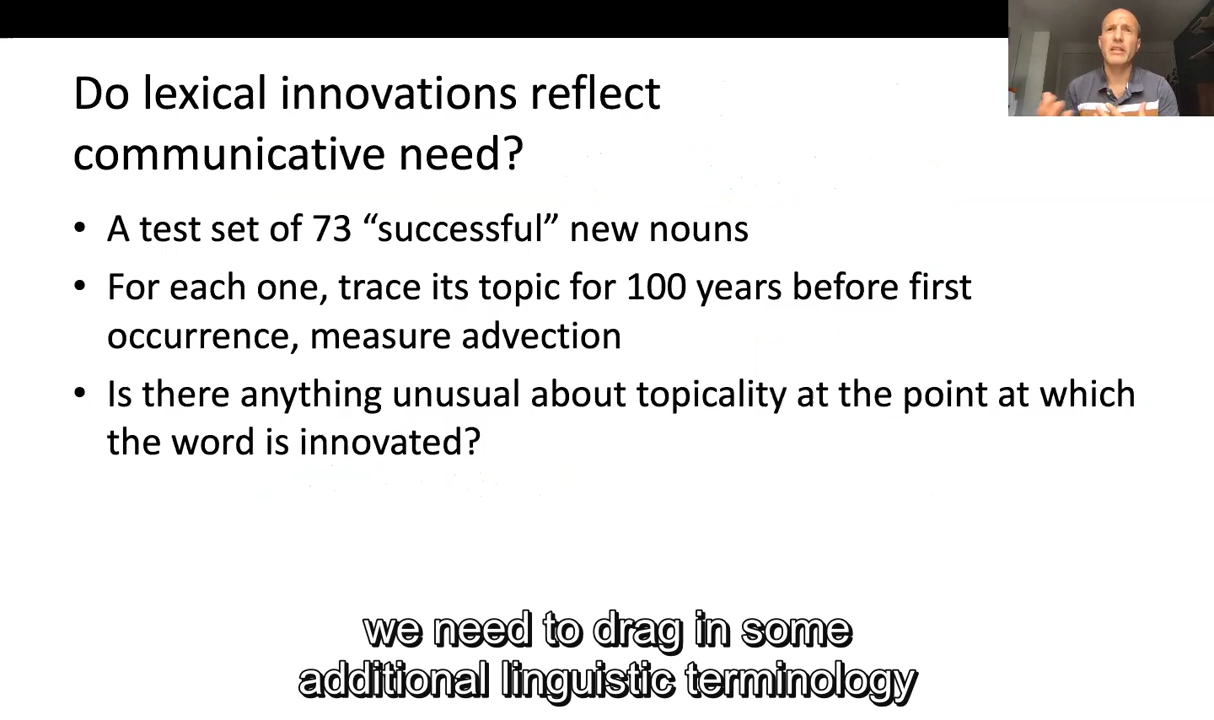 Do lexical innovations reflect
communicative need?
• A test set of 73 “successful” new nouns
• For each one, trace its topic for 100 years before first
occurrence, measure advection
• Is there anything unusual about topicality at the point at which
the word is innovated?
we need to drag in some
additional linguistic terminology